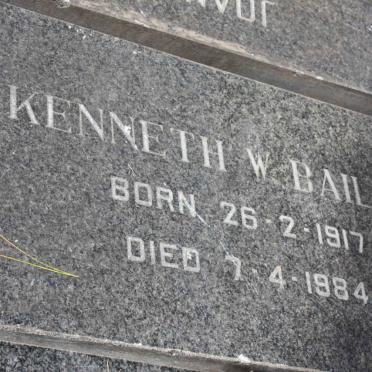 KENNETH W. BAIL
BORN 26-2-1917
DIED 7-4-1984